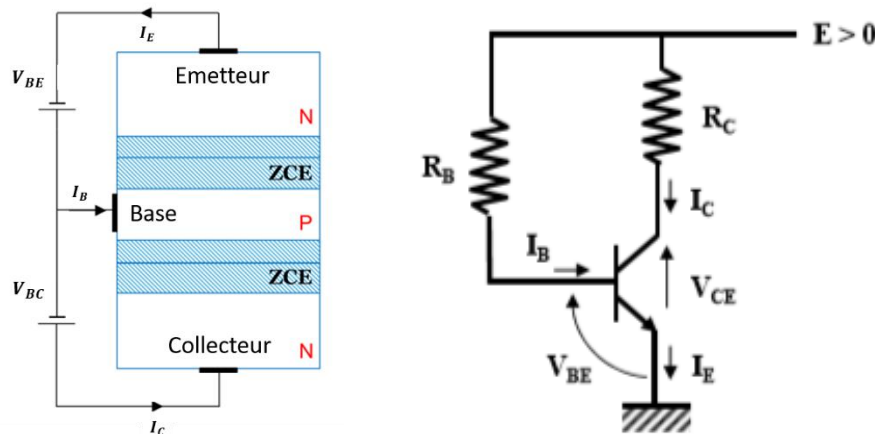 I_E
V_BE
Emetteur
N
ZCE
I_B
Base
P
ZCE
V_BC
Collecteur
N
I_C
E > 0
R_C
R_B
I_C
I_B
V_CE
V_BE
I_E